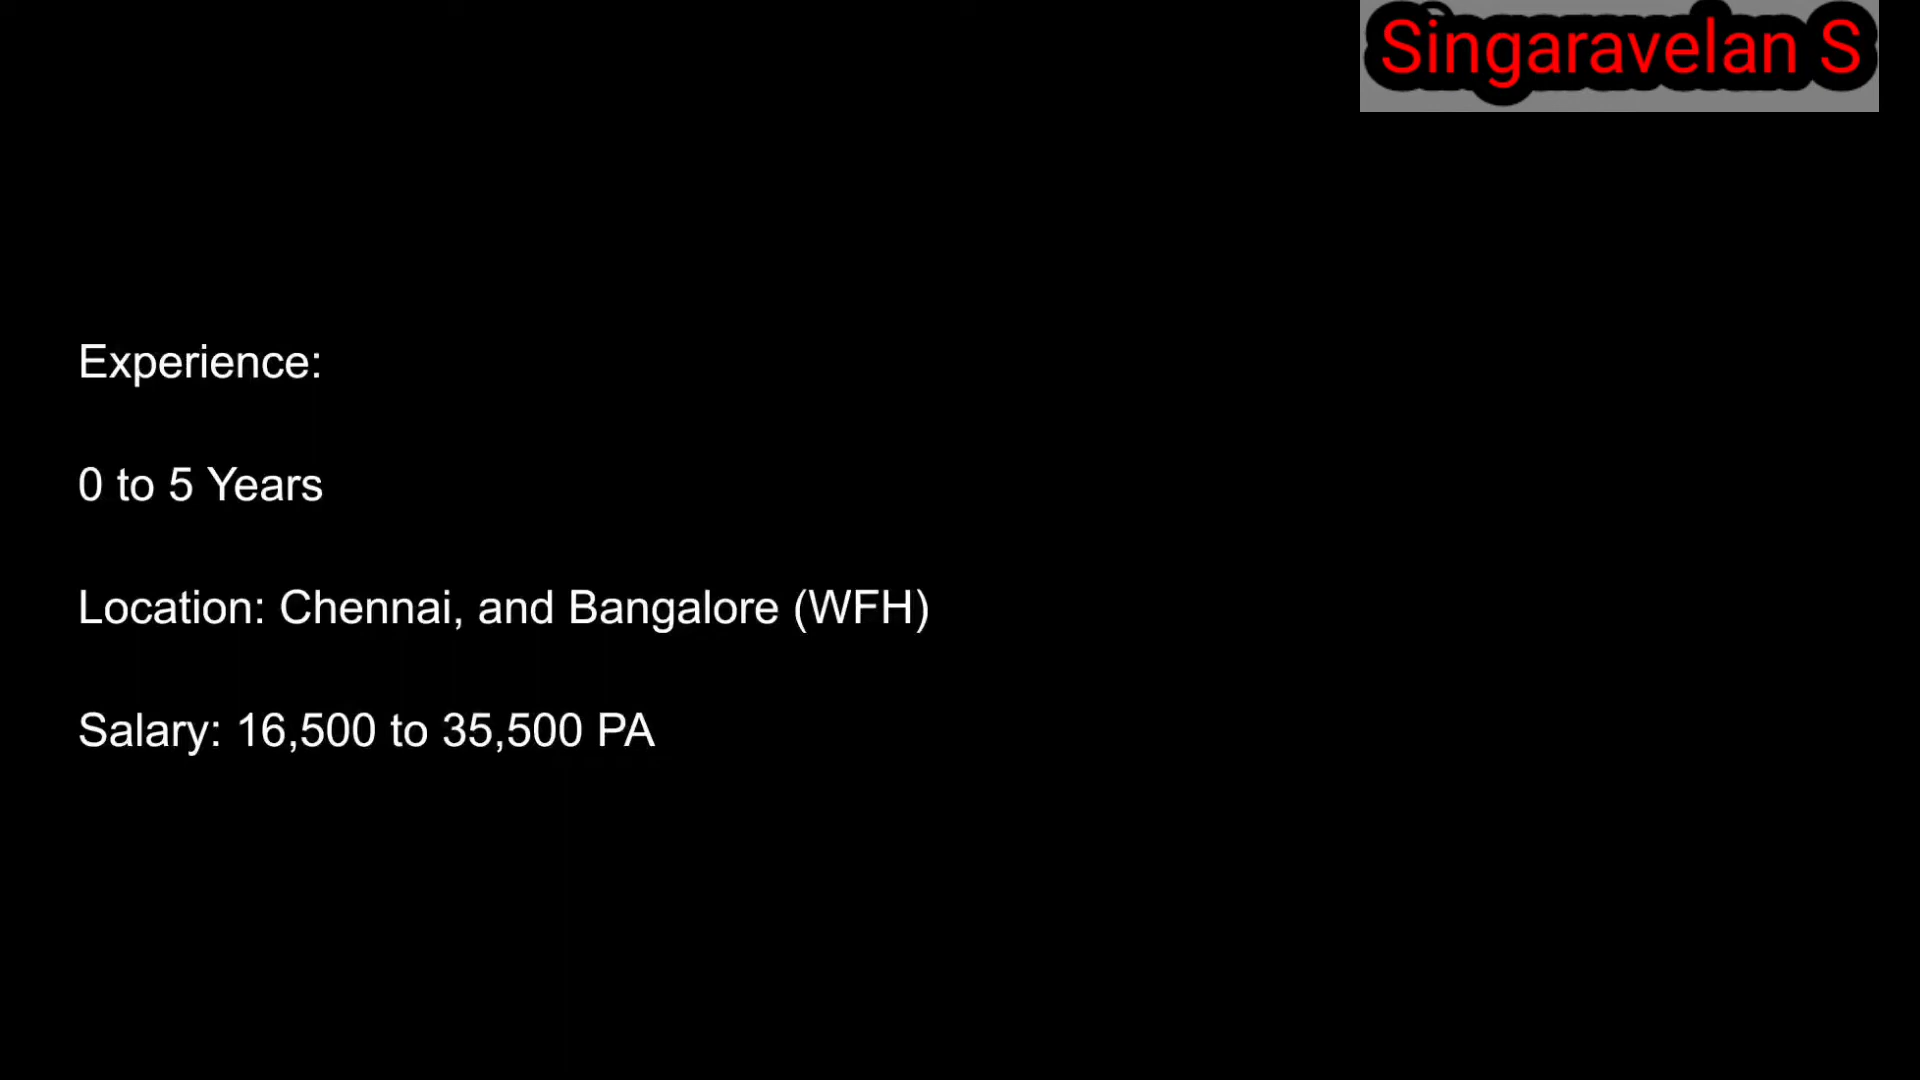 Singaravelan S
Experience:
0 to 5 Years
Location: Chennai, and Bangalore (WFH)
Salary: 16,500 to 35,500 PA